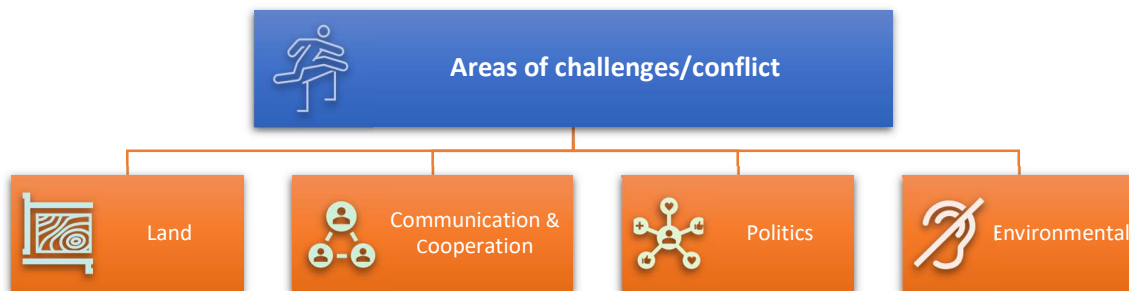 Areas of challenges/conflict
Land
Communication &
Cooperation
Politics
Environmental